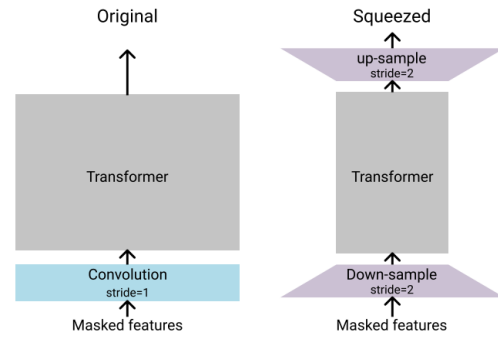 Original
Transformer
Convolution
stride=1
Masked features
Squeezed
up-sample
stride=2
Transformer
Down-sample
stride=2
Masked features